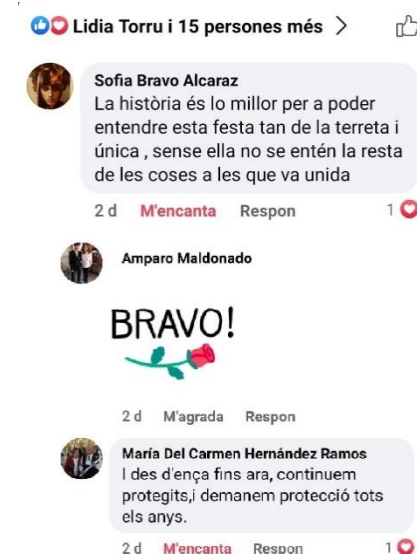 Lidia Torru i 15 persones més >
Sofia Bravo Alcaraz
La història és lo millor per a poder
entendre esta festa tan de la terreta i
única , sense ella no se entén la resta
de les coses a les que va unida
2 d M'encanta Respon 1
Amparo Maldonado
BRAVO!
2 d M'agrada Respon
María Del Carmen Hernández Ramos
I des d'ença fins ara, continuem
protegits,i demanem protecció tots
els anys.
2 d M'encanta Respon 1